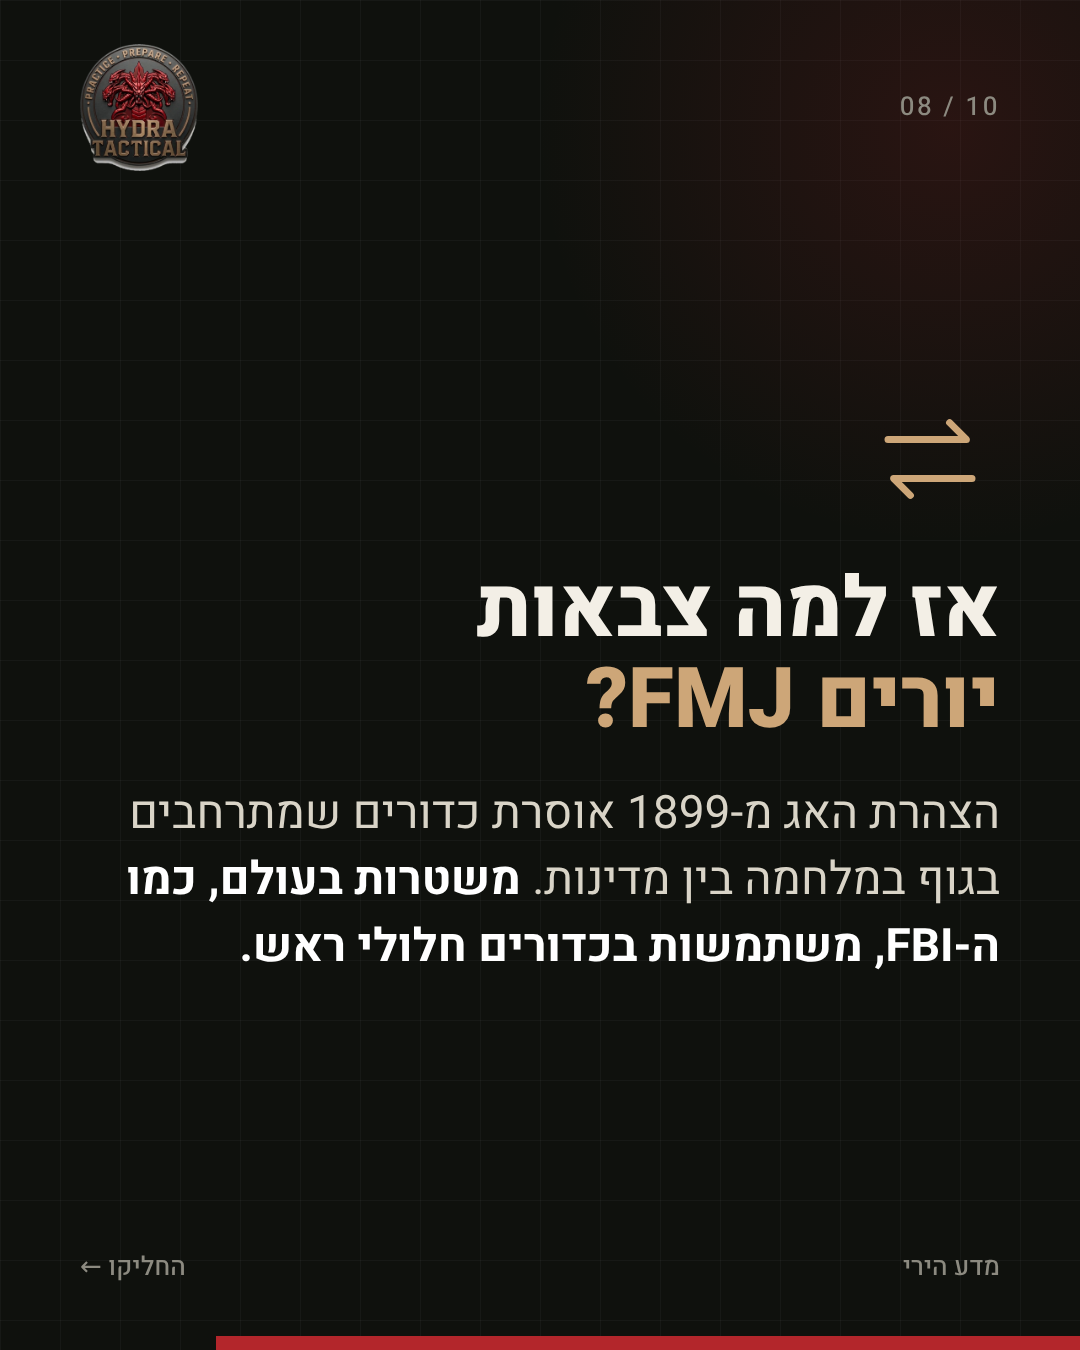 PRACTICE · PREPARE · REPEAT
HYDRA
TACTICAL
08 / 10
אז למה צבאות
יורים FMJ?
הצהרת האג מ-1899 אוסרת כדורים שמתרחבים
בגוף במלחמה בין מדינות. משטרות בעולם, כמו
ה-FBI, משתמשות בכדורים חלולי ראש.
מדע הירי
החליקו ←